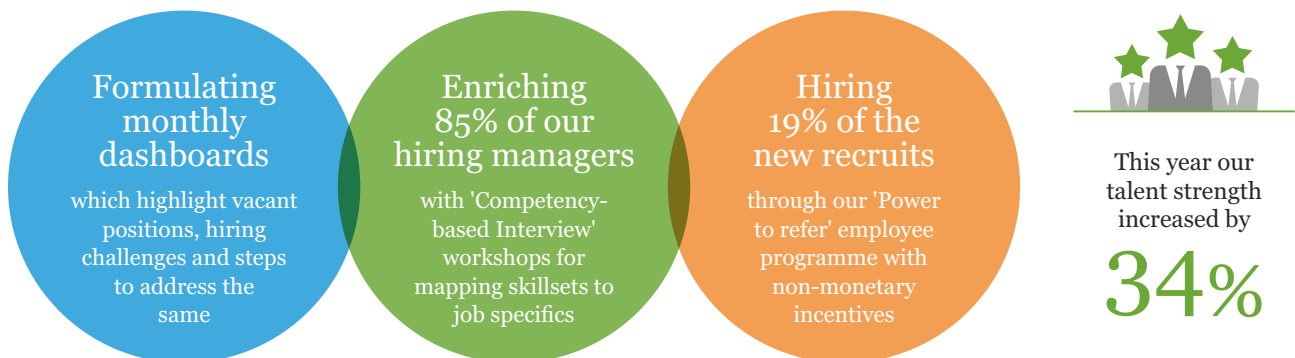 Formulating
monthly
dashboards
which highlight vacant
positions, hiring
challenges and steps
to address the
same
Enriching
85% of our
hiring managers
with 'Competency-
based Interview'
workshops for
mapping skillsets to
job specifics
Hiring
19% of the
new recruits
through our 'Power
to refer' employee
programme with
non-monetary
incentives
This year our
talent strength
increased by
34%